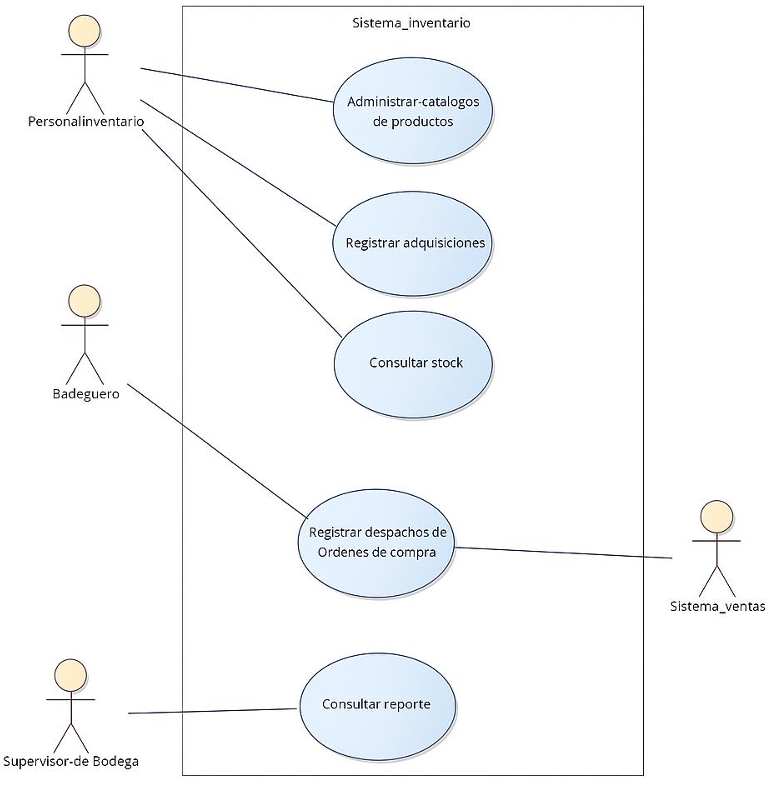 Sistema_inventario
Administrar-catalogos
de productos
Personalinventario
Registrar adquisiciones
Consultar stock
Badeguero
Registrar despachos de
Ordenes de compra
Sistema_ventas
Consultar reporte
Supervisor-de Bodega